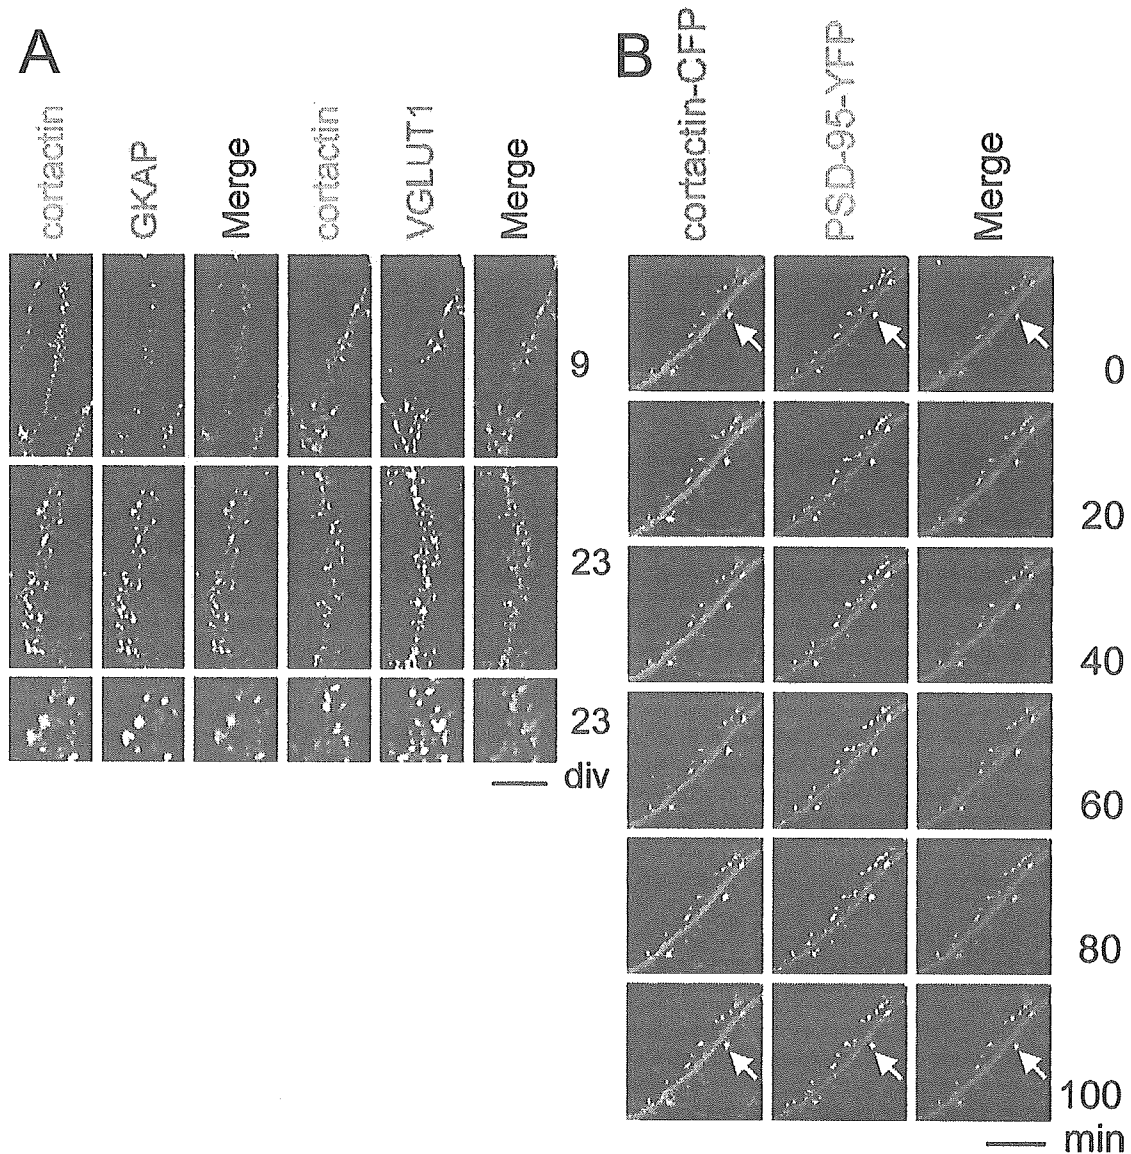 A
cortactin
GKAP
Merge
cortactin
VGLUT1
Merge
9
23
23
div
B
cortactin-CFP
PSD-95-YFP
Merge
0
20
40
60
80
100
min